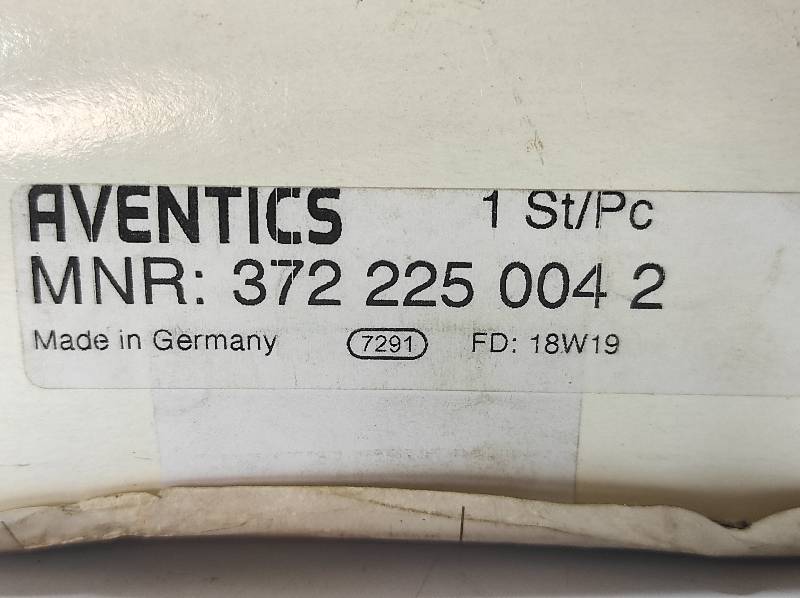 AVENTICS 1 St/Pc
MNR: 372 225 004 2
Made in Germany 7291 FD: 18W19